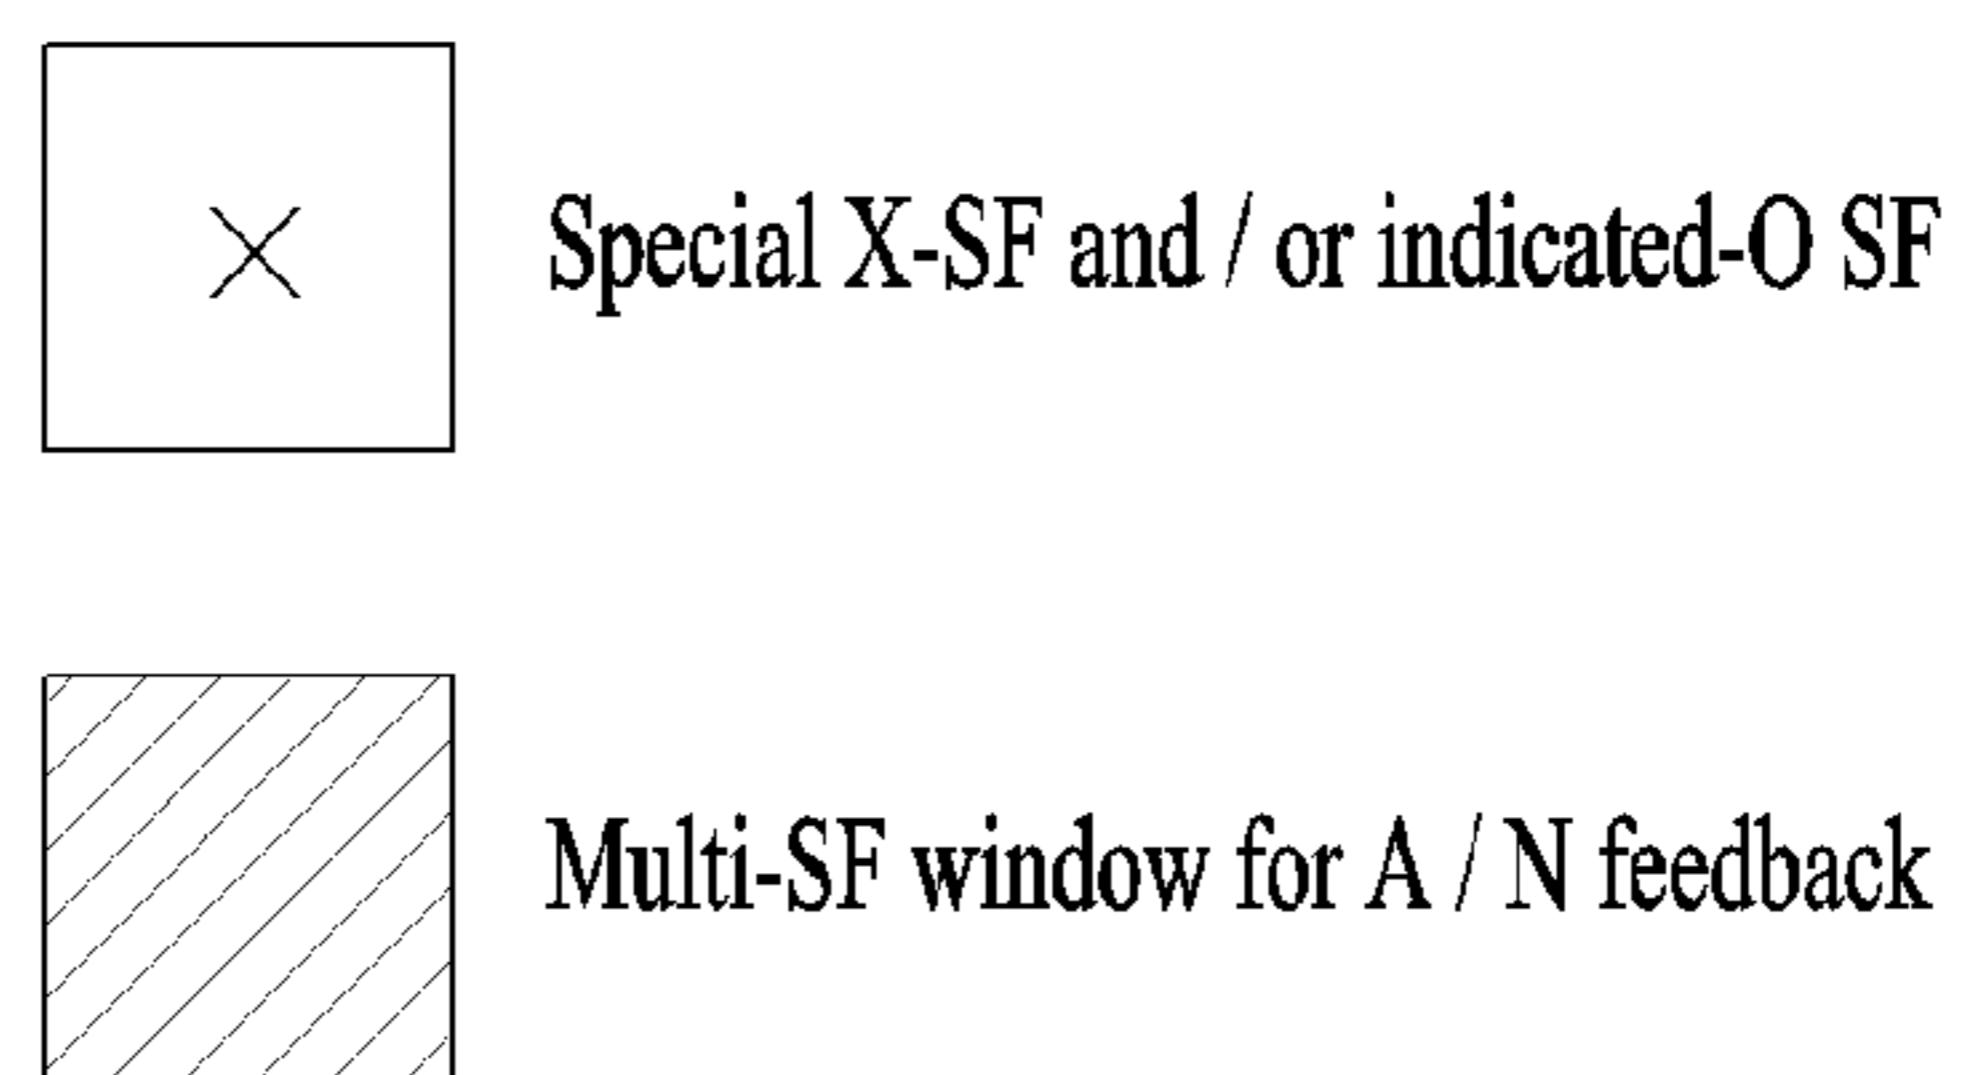 X Special X-SF and / or indicated-O SF
Multi-SF window for A / N feedback